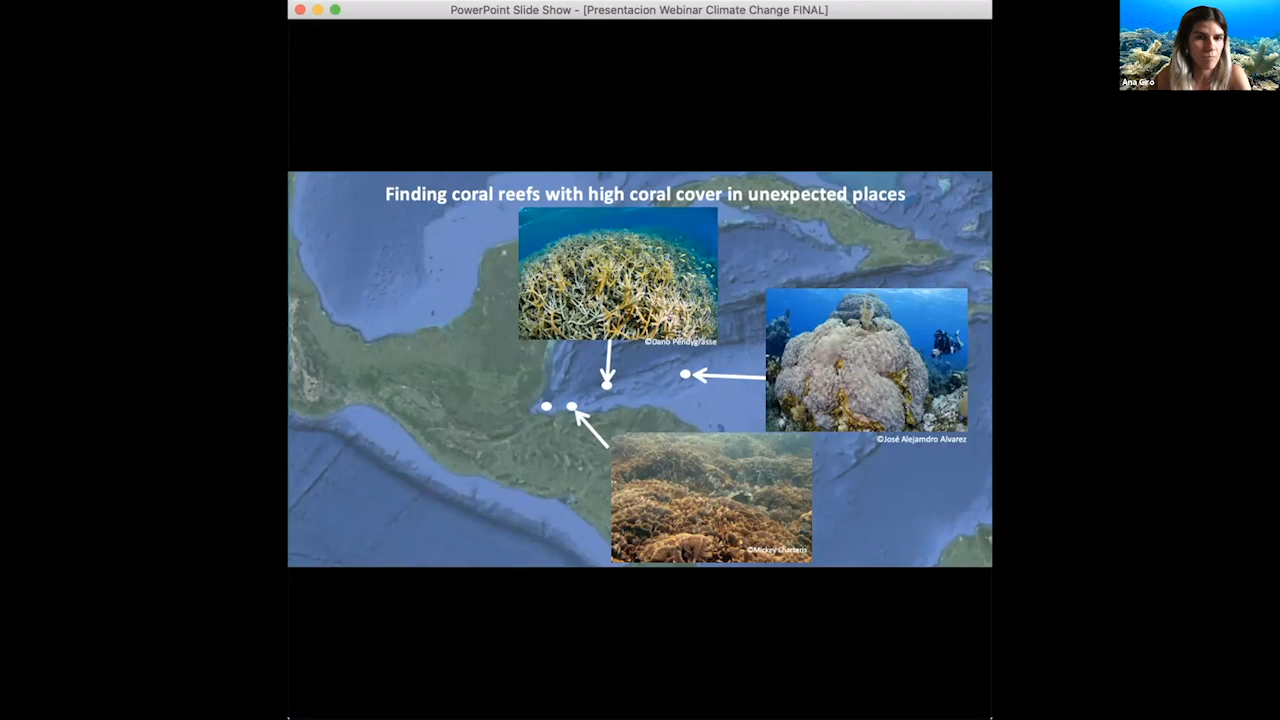 PowerPoint Slide Show - [Presentacion Webinar Climate Change FINAL]
Ana Giro
Finding coral reefs with high coral cover in unexpected places
©Dano Pendygrasse
©José Alejamdro Alvarez
©Mickey Charteris